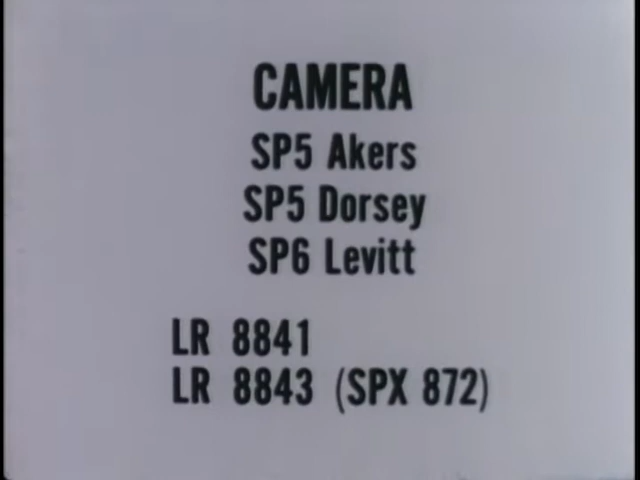 CAMERA
SP5 Akers
SP5 Dorsey
SP6 Levitt
LR 8841
LR 8843 (SPX 872)